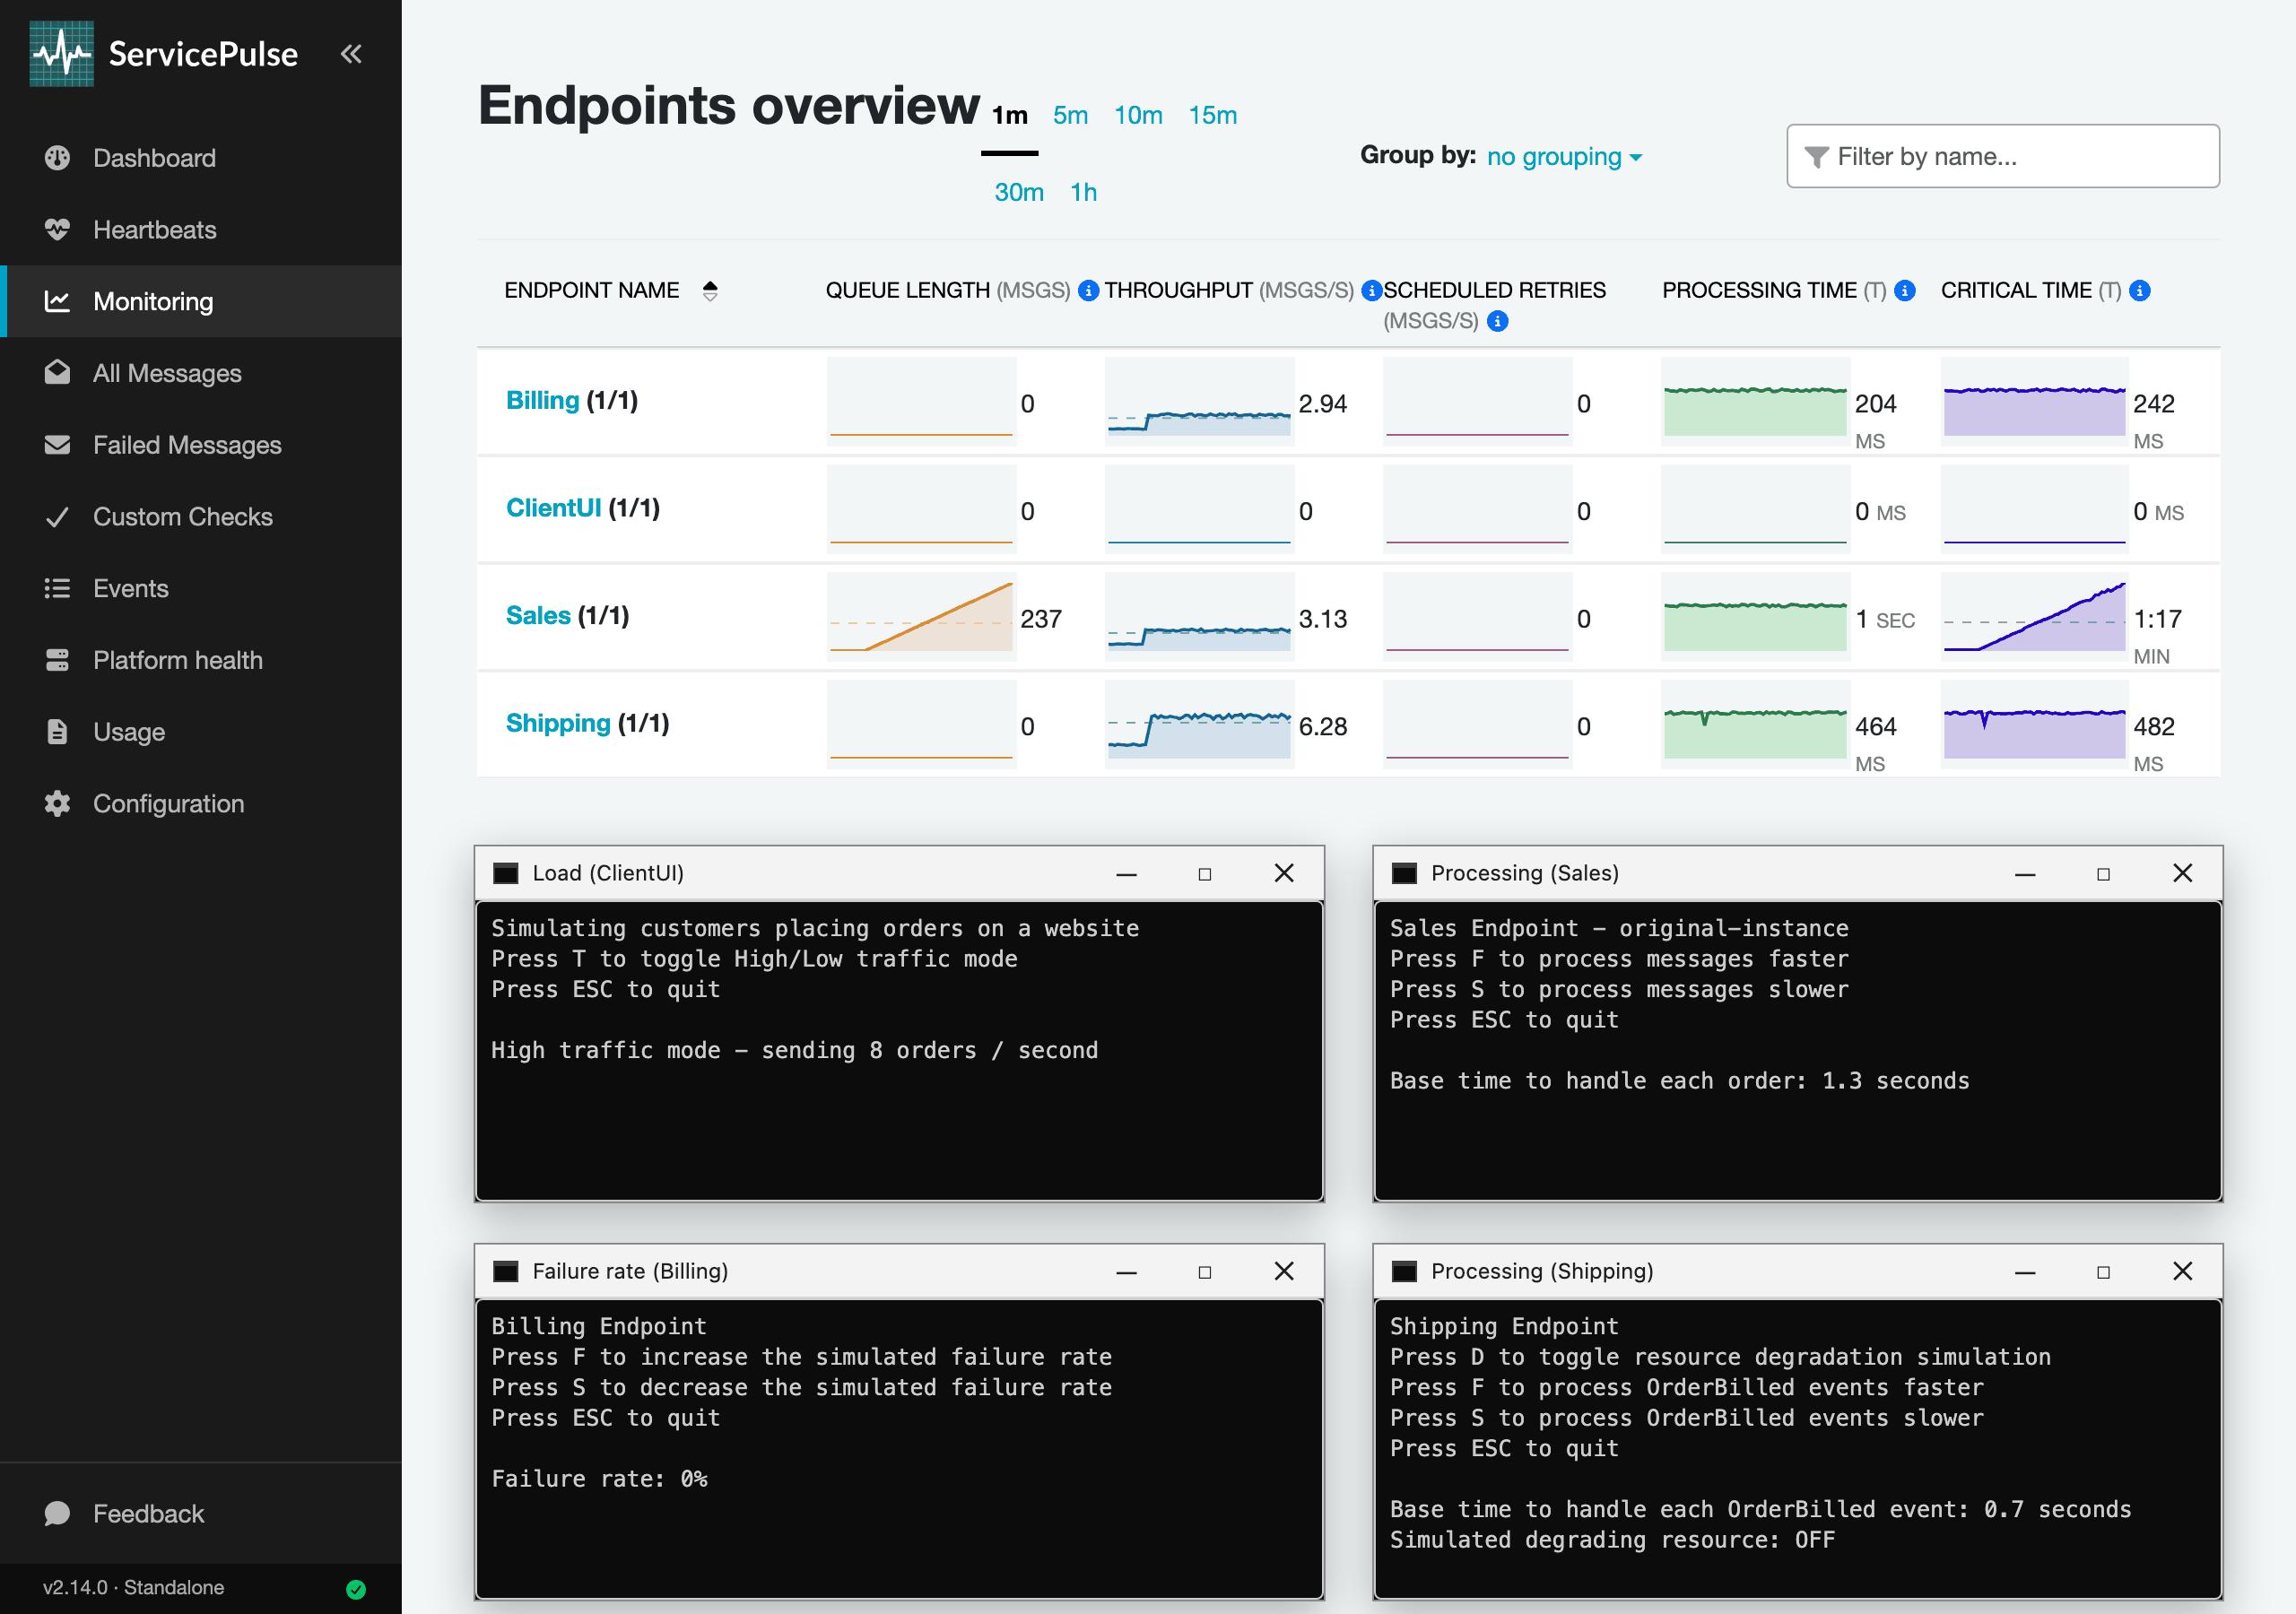 ServicePulse
Dashboard
Heartbeats
Monitoring
All Messages
Failed Messages
Custom Checks
Events
Platform health
Usage
Configuration
Feedback
v2.14.0 · Standalone
Endpoints overview 1m 5m 10m 15m
30m 1h
Group by: no grouping
Filter by name...
ENDPOINT NAME QUEUE LENGTH (MSGS) THROUGHPUT (MSGS/S) SCHEDULED RETRIES (MSGS/S) PROCESSING TIME (T) CRITICAL TIME (T)
Billing (1/1) 0 2.94 0 204 MS 242 MS
ClientUI (1/1) 0 0 0 0 MS 0 MS
Sales (1/1) 237 3.13 0 1 SEC 1:17 MIN
Shipping (1/1) 0 6.28 0 464 MS 482 MS
Load (ClientUI)
Simulating customers placing orders on a website
Press T to toggle High/Low traffic mode
Press ESC to quit
High traffic mode – sending 8 orders / second
Processing (Sales)
Sales Endpoint – original-instance
Press F to process messages faster
Press S to process messages slower
Press ESC to quit
Base time to handle each order: 1.3 seconds
Failure rate (Billing)
Billing Endpoint
Press F to increase the simulated failure rate
Press S to decrease the simulated failure rate
Press ESC to quit
Failure rate: 0%
Processing (Shipping)
Shipping Endpoint
Press D to toggle resource degradation simulation
Press F to process OrderBilled events faster
Press S to process OrderBilled events slower
Press ESC to quit
Base time to handle each OrderBilled event: 0.7 seconds
Simulated degrading resource: OFF